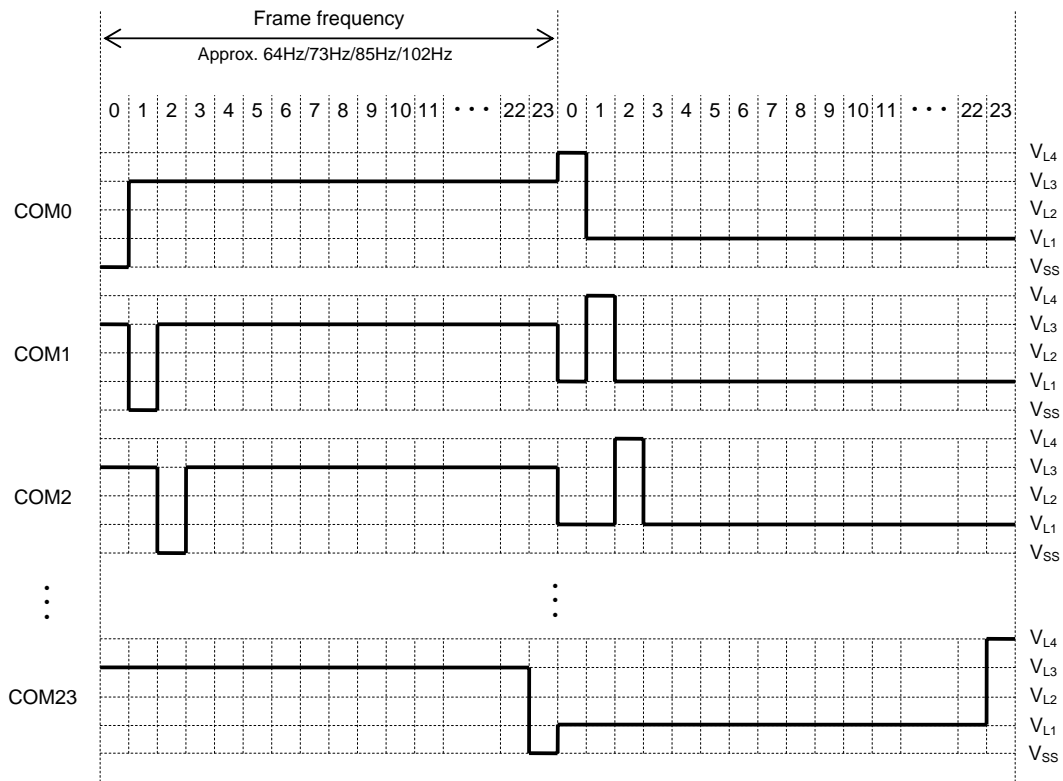 Frame frequency
Approx. 64Hz/73Hz/85Hz/102Hz
0 1 2 3 4 5 6 7 8 9 10 11 ··· 22 23 0 1 2 3 4 5 6 7 8 9 10 11 ··· 22 23
VL4
VL3
COM0 VL2
VL1
VSS
VL4
VL3
COM1 VL2
VL1
VSS
VL4
VL3
COM2 VL2
VL1
VSS
VL4
VL3
COM23 VL2
VL1
VSS